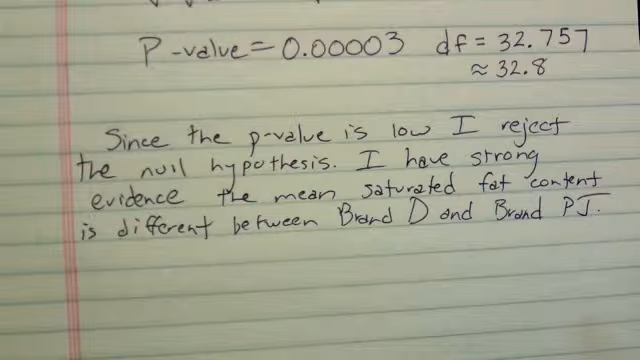 P-value = 0.00003 df = 32.757
≈ 32.8
Since the p-value is low I reject
the null hypothesis. I have strong
evidence the mean saturated fat content
is different between Brand D and Brand PJ.